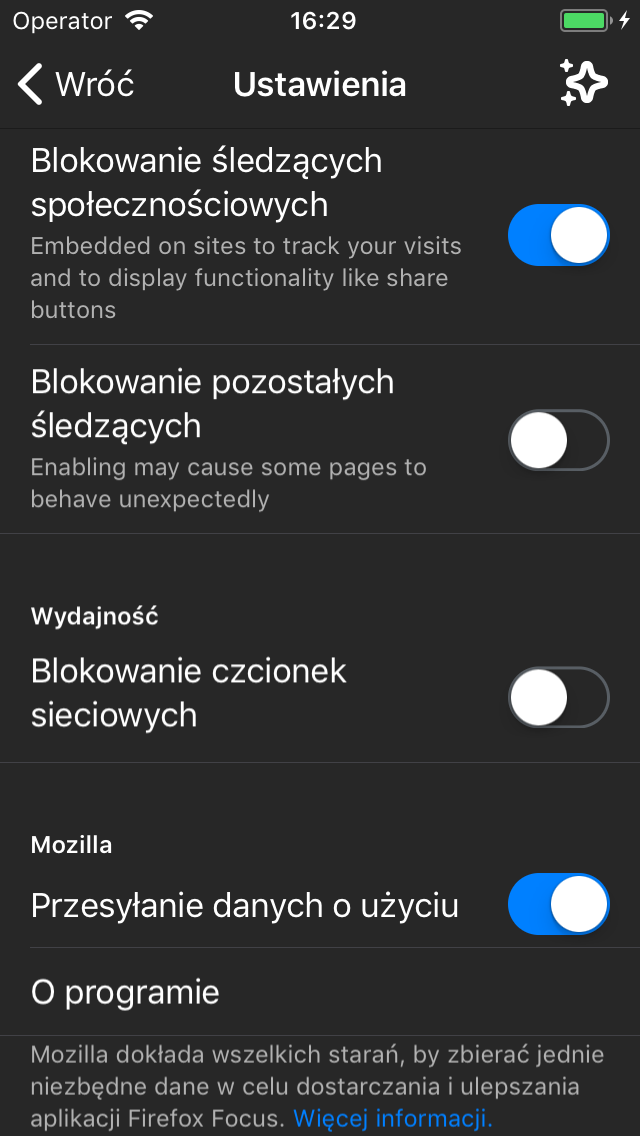 Operator
16:29
Wróć
Ustawienia
Blokowanie śledzących
społecznościowych
Embedded on sites to track your visits
and to display functionality like share
buttons
Blokowanie pozostałych
śledzących
Enabling may cause some pages to
behave unexpectedly
Wydajność
Blokowanie czcionek
sieciowych
Mozilla
Przesyłanie danych o użyciu
O programie
Mozilla dokłada wszelkich starań, by zbierać jednie
niezbędne dane w celu dostarczania i ulepszania
aplikacji Firefox Focus. Więcej informacji.